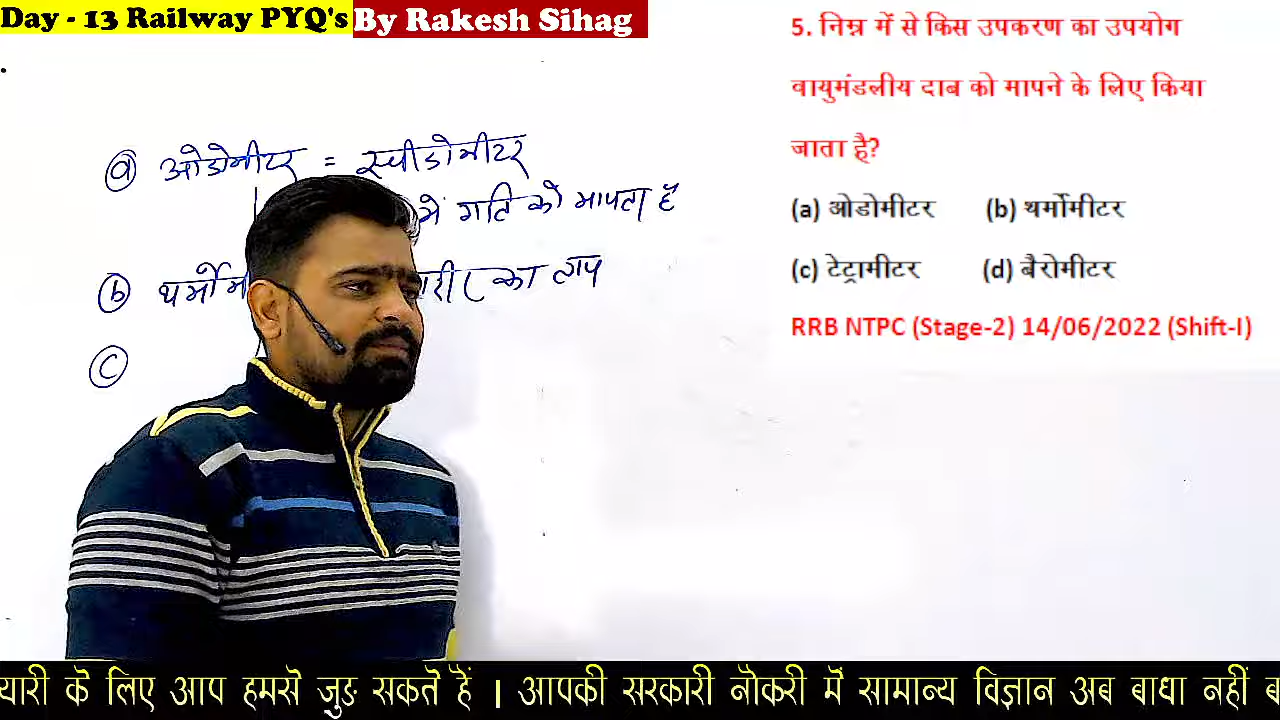 Day - 13 Railway PYQ's By Rakesh Sihag
5. निम्न में से किस उपकरण का उपयोग
वायुमंडलीय दाब को मापने के लिए किया
जाता है?
(a) ओडोमीटर (b) थर्मोमीटर
(c) टेट्रामीटर (d) बैरोमीटर
RRB NTPC (Stage-2) 14/06/2022 (Shift-I)
(a) ओडोमीटर = स्पीडोमीटर
में गति को मापता है
(b) का ताप
(c)
के लिए आप हमसे जुङ सकते हैं । आपकी सरकारी नौकरी में सामान्य विज्ञान अब बाधा नहीं